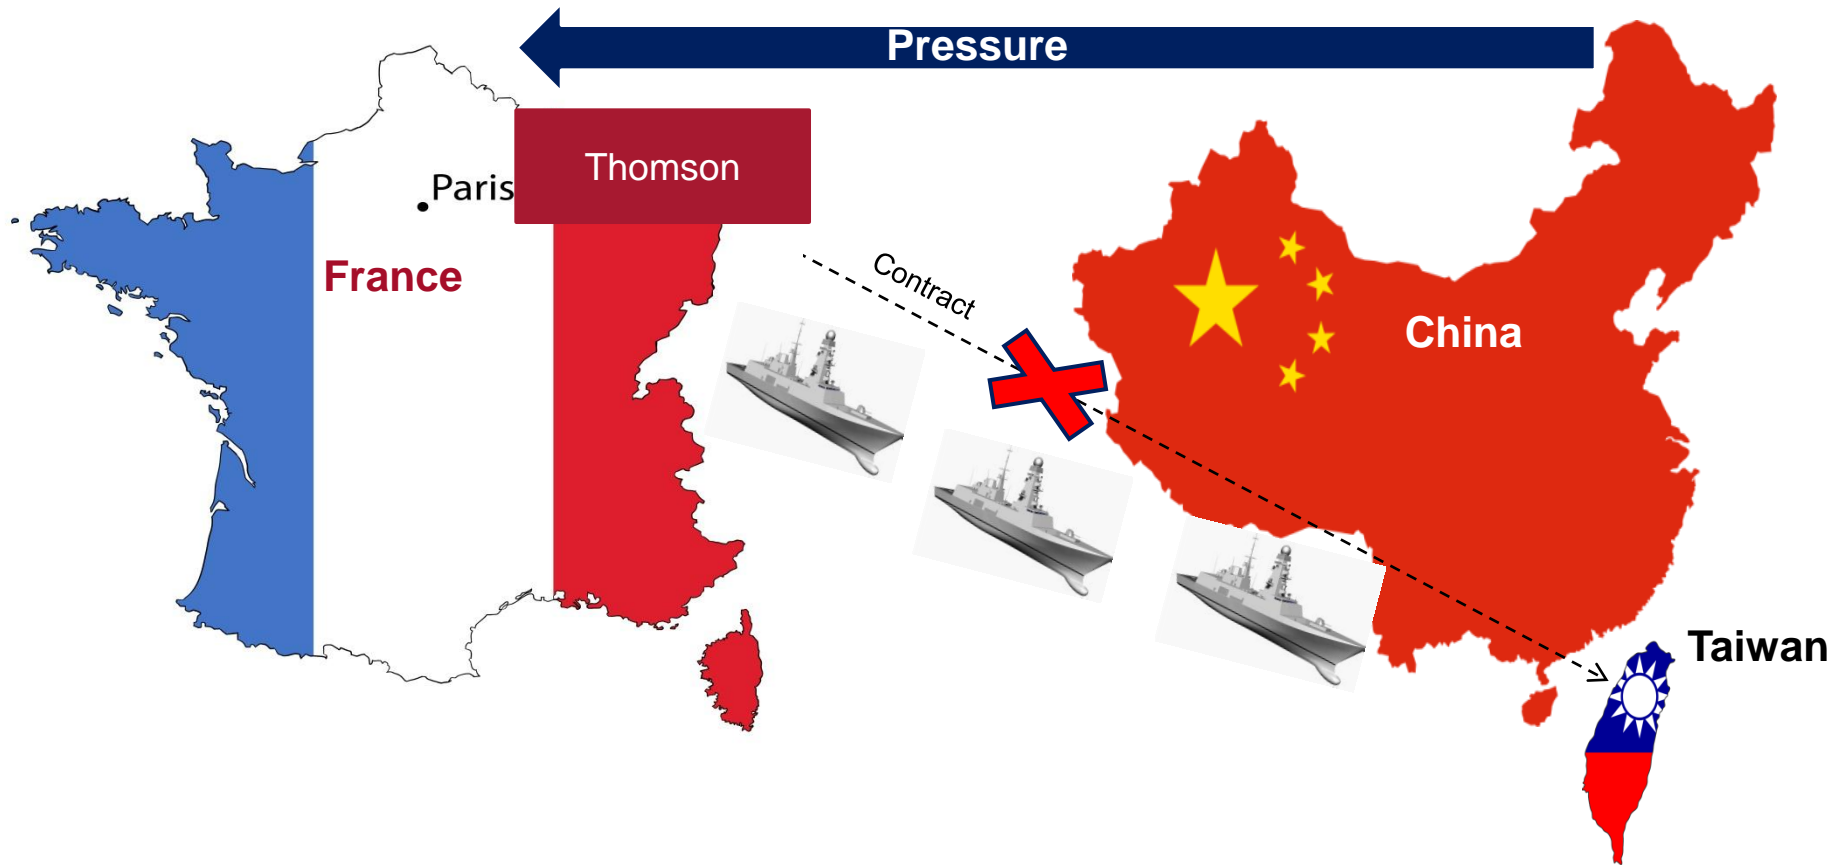 Pressure
Thomson
Paris
France
Contract
China
Taiwan